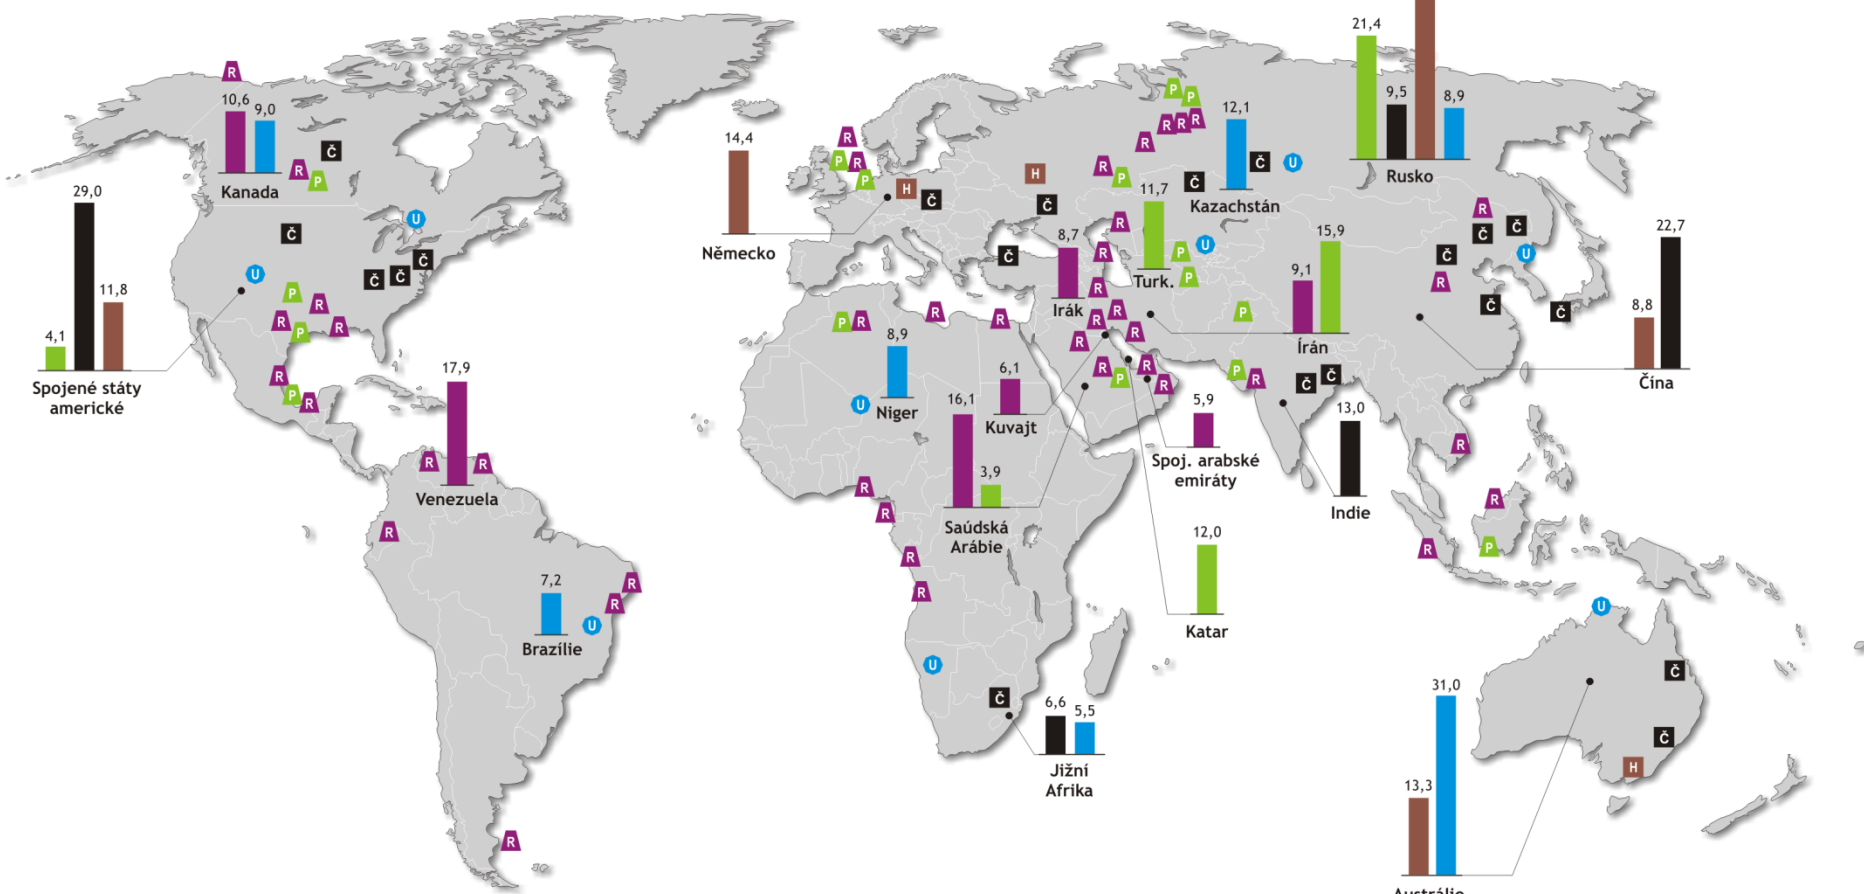 21,4
9,5
8,9
Rusko
R
10,6
9,0
Kanada
Č
R
P
U
Č
Č
Č
Č
U
P
R
R
P
R
R
P
R
29,0
11,8
4,1
Spojené státy
americké
17,9
R
R
Venezuela
R
7,2
R
R
U
Brazílie
R
14,4
Německo
R
P
R
P
H
Č
H
Č
Č
P
P
R
R
R
R
R
P
12,1
Č
U
Č
Kazachstán
11,7
R
R
P
U
P
Turk.
8,7
Irák
R
R
R
R
R
R
P
R
R
P
9,1
15,9
Írán
P
R
Č
Č
Č
R
Č
U
Č
Č
R
22,7
8,8
Čína
P
R
R
R
8,9
U
Niger
6,1
Kuvajt
16,1
3,9
Saúdská
Arábie
5,9
Spoj. arabské
emiráty
P
R
Č
Č
13,0
Indie
12,0
Katar
R
R
R
R
U
Č
6,6
5,5
Jižní
Afrika
R
R
R
P
U
Č
Č
H
31,0
13,3
Austrálie